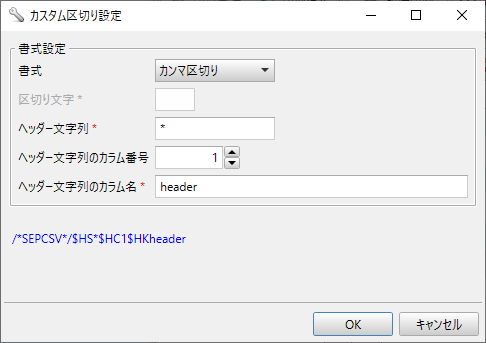 カスタム区切り設定
書式設定
書式 カンマ区切り
区切り文字 *
ヘッダー文字列 * *
ヘッダー文字列のカラム番号 1
ヘッダー文字列のカラム名 * header
/*SEPCSV*/$HS*$HC1$HKheader
OK キャンセル